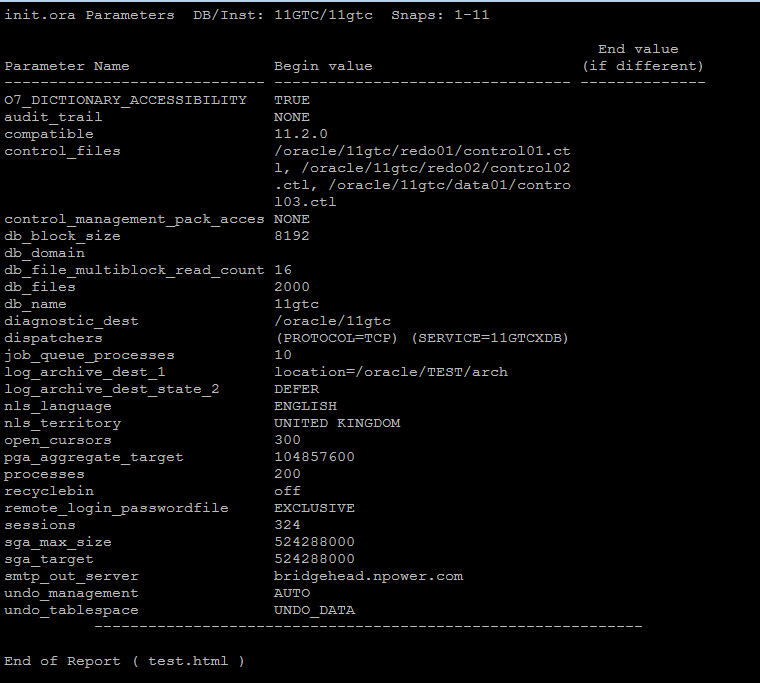 init.ora Parameters  DB/Inst: 11GTC/11gtc  Snaps: 1-11
                                                                  End value
Parameter Name                Begin value                       (if different)
----------------------------- --------------------------------- --------------
O7_DICTIONARY_ACCESSIBILITY   TRUE
audit_trail                   NONE
compatible                    11.2.0
control_files                 /oracle/11gtc/redo01/control01.ct
                              l, /oracle/11gtc/redo02/control02
                              .ctl, /oracle/11gtc/data01/contro
                              l03.ctl
control_management_pack_acces NONE
db_block_size                 8192
db_domain
db_file_multiblock_read_count 16
db_files                      2000
db_name                       11gtc
diagnostic_dest               /oracle/11gtc
dispatchers                   (PROTOCOL=TCP) (SERVICE=11GTCXDB)
job_queue_processes           10
log_archive_dest_1            location=/oracle/TEST/arch
log_archive_dest_state_2      DEFER
nls_language                  ENGLISH
nls_territory                 UNITED KINGDOM
open_cursors                  300
pga_aggregate_target          104857600
processes                     200
recyclebin                    off
remote_login_passwordfile     EXCLUSIVE
sessions                      324
sga_max_size                  524288000
sga_target                    524288000
smtp_out_server               bridgehead.npower.com
undo_management               AUTO
undo_tablespace               UNDO_DATA
          -------------------------------------------------------------
End of Report ( test.html )